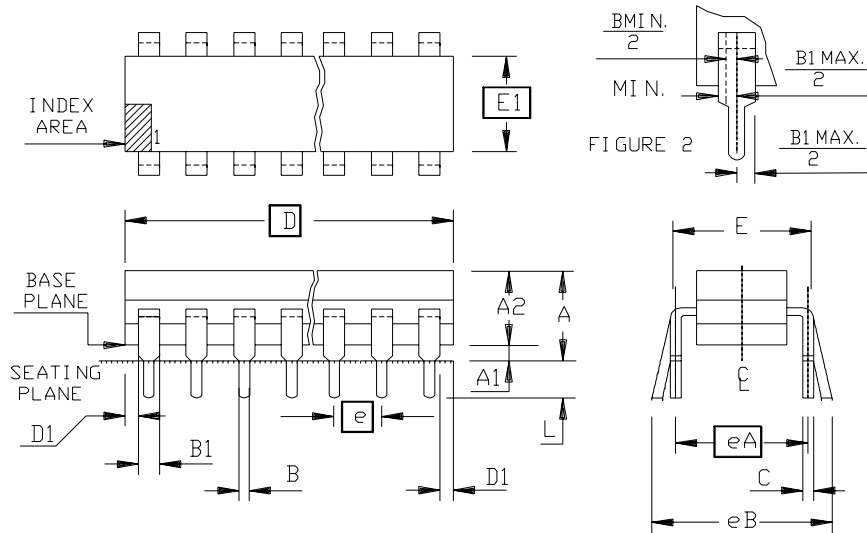 INDEX
AREA
1
E1
BMIN.
2
B1 MAX.
2
MIN.
B1 MAX.
2
FIGURE 2
D
E
BASE
PLANE
A2
A
SEATING
PLANE
A1
D1
B1
B
e
L
D1
℄
eA
C
eB